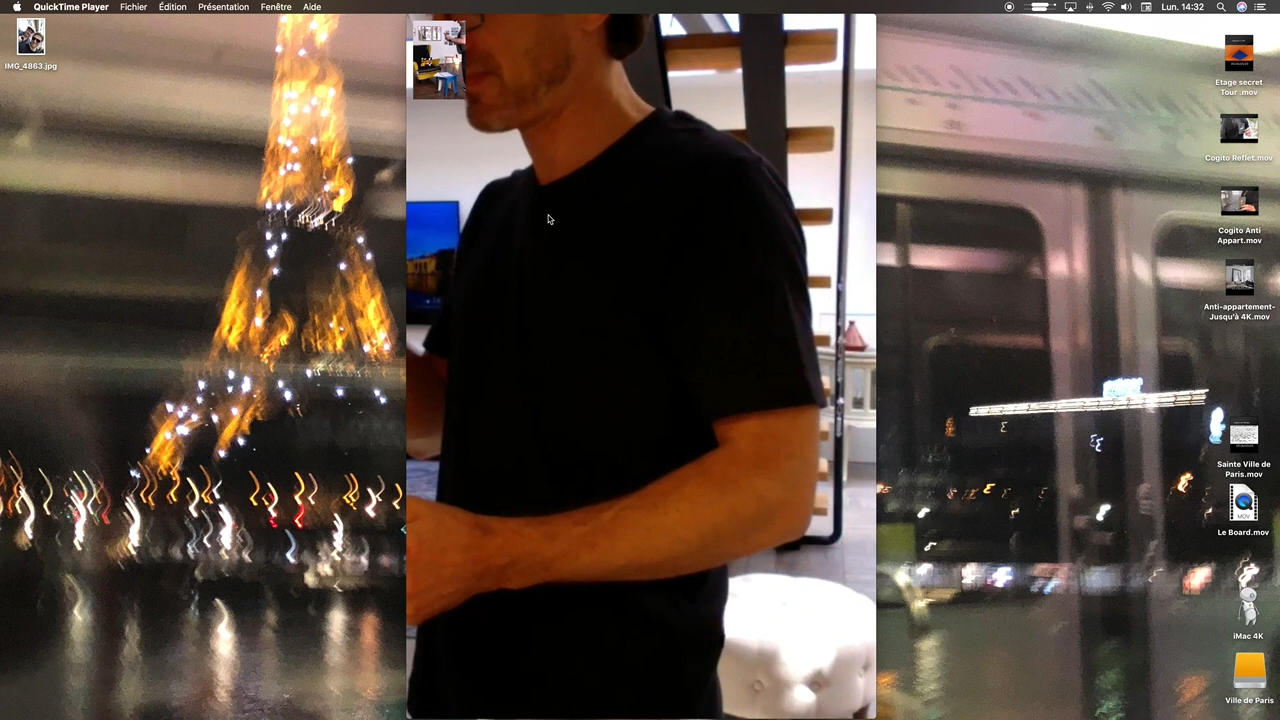 QuickTime Player Fichier Édition Présentation Fenêtre Aide Lun. 14:32
IMG_4863.jpg
Etage secret
Tour .mov
Cogito Reflet.mov
Cogito Anti
Appart.mov
Anti-appartement-
Jusqu'à 4K.mov
Sainte Ville de
Paris.mov
MOV
Le Board.mov
iMac 4K
Ville de Paris